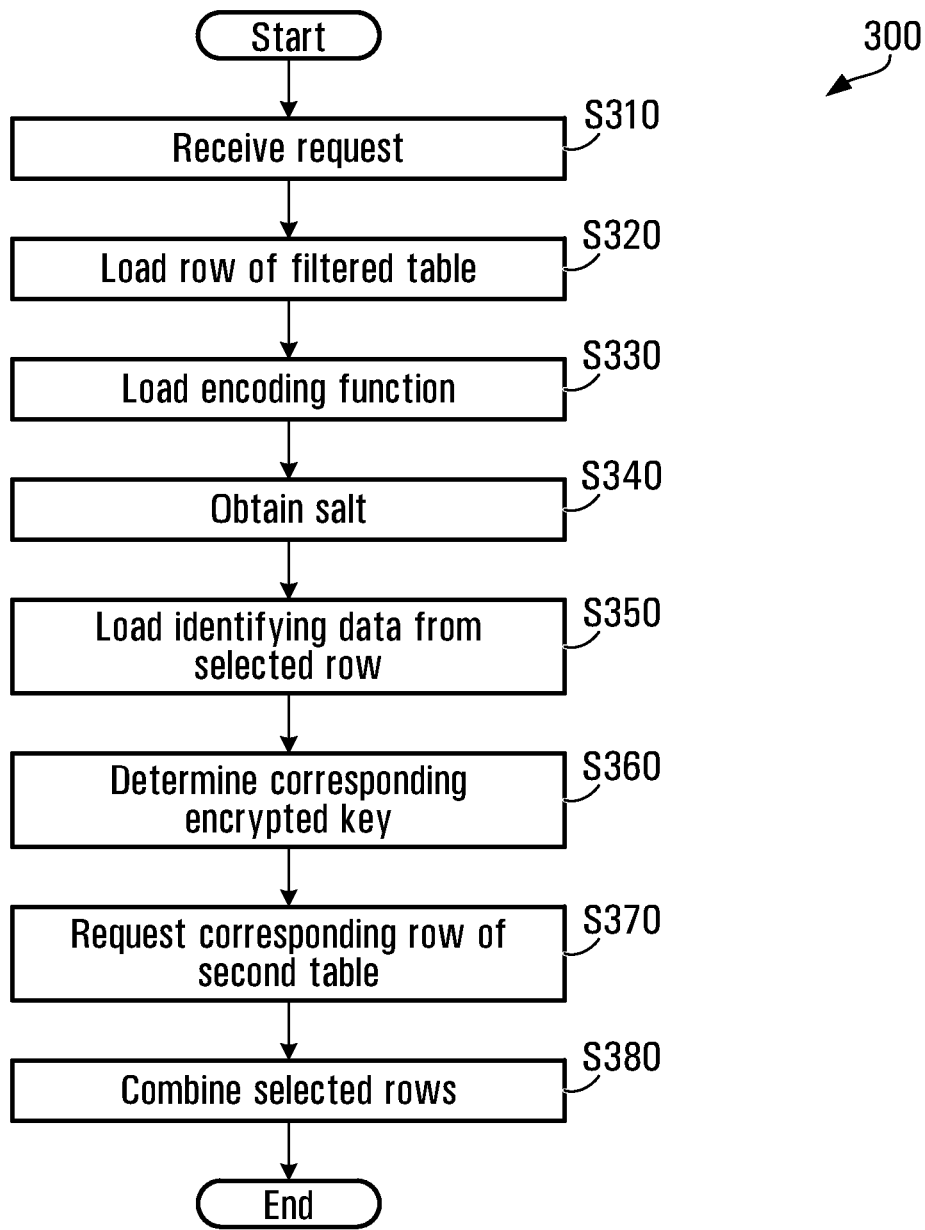 Start
300
S310
Receive request
S320
Load row of filtered table
S330
Load encoding function
S340
Obtain salt
S350
Load identifying data from
selected row
S360
Determine corresponding
encrypted key
S370
Request corresponding row of
second table
S380
Combine selected rows
End